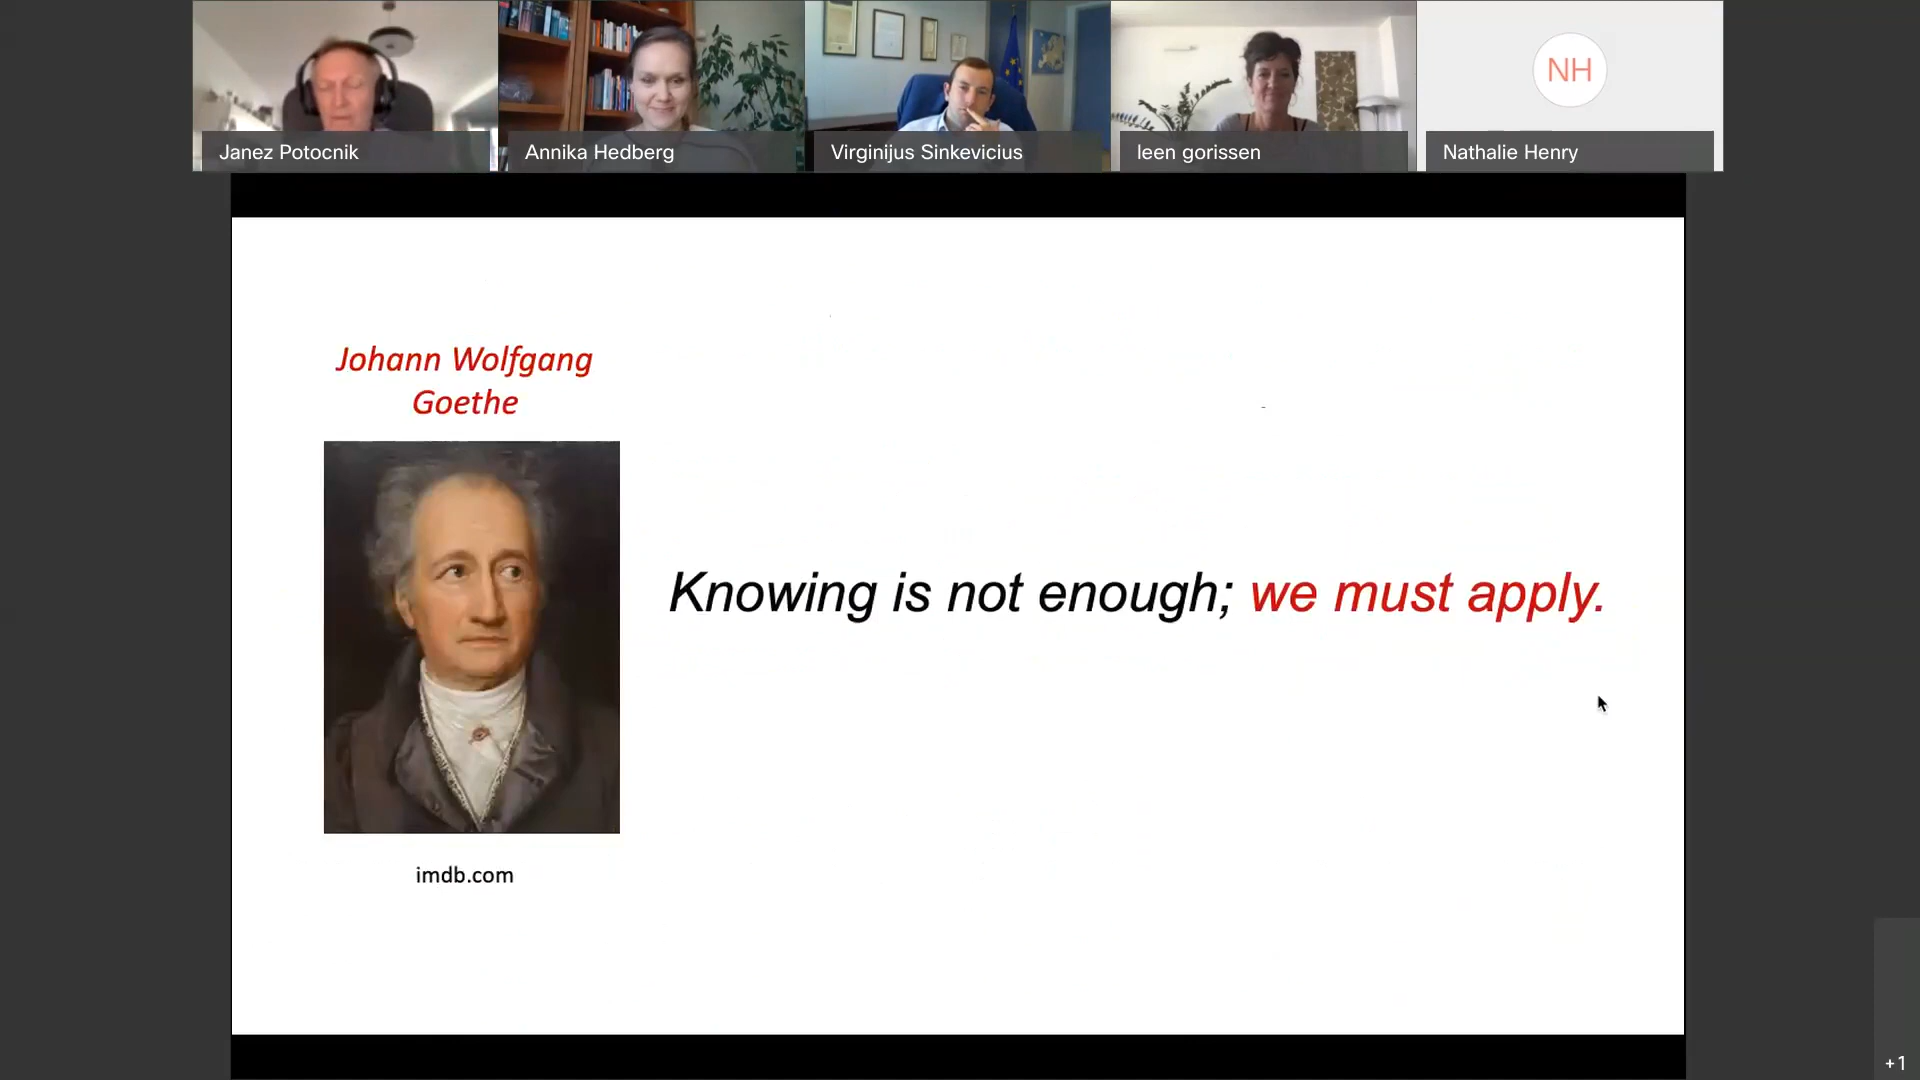 Janez Potocnik
Annika Hedberg
Virginijus Sinkevicius
leen gorissen
NH
Nathalie Henry
Johann Wolfgang
Goethe
Knowing is not enough; we must apply.
imdb.com
+1